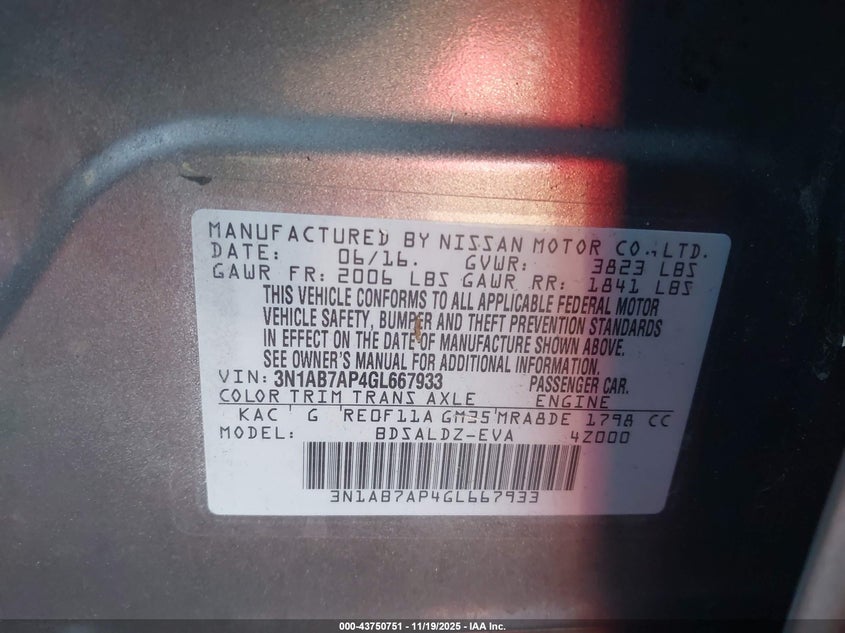 MANUFACTURED BY NISSAN MOTOR CO., LTD.
DATE: 06/16. GVWR: 3823 LBS
GAWR FR: 2006 LBS GAWR RR: 1841 LBS
THIS VEHICLE CONFORMS TO ALL APPLICABLE FEDERAL MOTOR
VEHICLE SAFETY, BUMPER AND THEFT PREVENTION STANDARDS
IN EFFECT ON THE DATE OF MANUFACTURE SHOWN ABOVE.
SEE OWNER'S MANUAL FOR ADDITIONAL INFORMATION.
VIN: 3N1AB7AP4GL667933 PASSENGER CAR.
COLOR TRIM TRANS AXLE ENGINE
KAC G RE0F11A GM35 MRA8DE 1798 CC
MODEL: BDSALDZ-EVA 4Z000
3N1AB7AP4GL667933
000-43750751 | 11/19/2025 - IAA Inc.